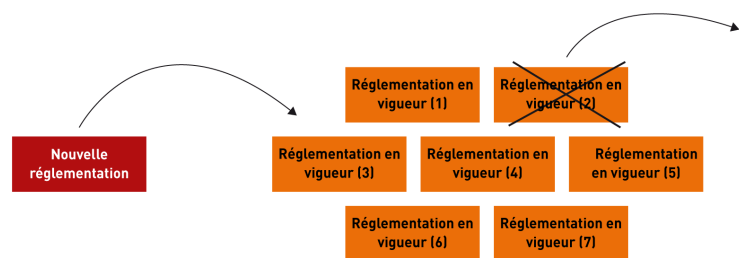 Réglementation en
vigueur (1)
Réglementation en
vigueur (2)
Nouvelle
réglementation
Réglementation en
vigueur (3)
Réglementation en
vigueur (4)
Réglementation
en vigueur (5)
Réglementation en
vigueur (6)
Réglementation en
vigueur (7)